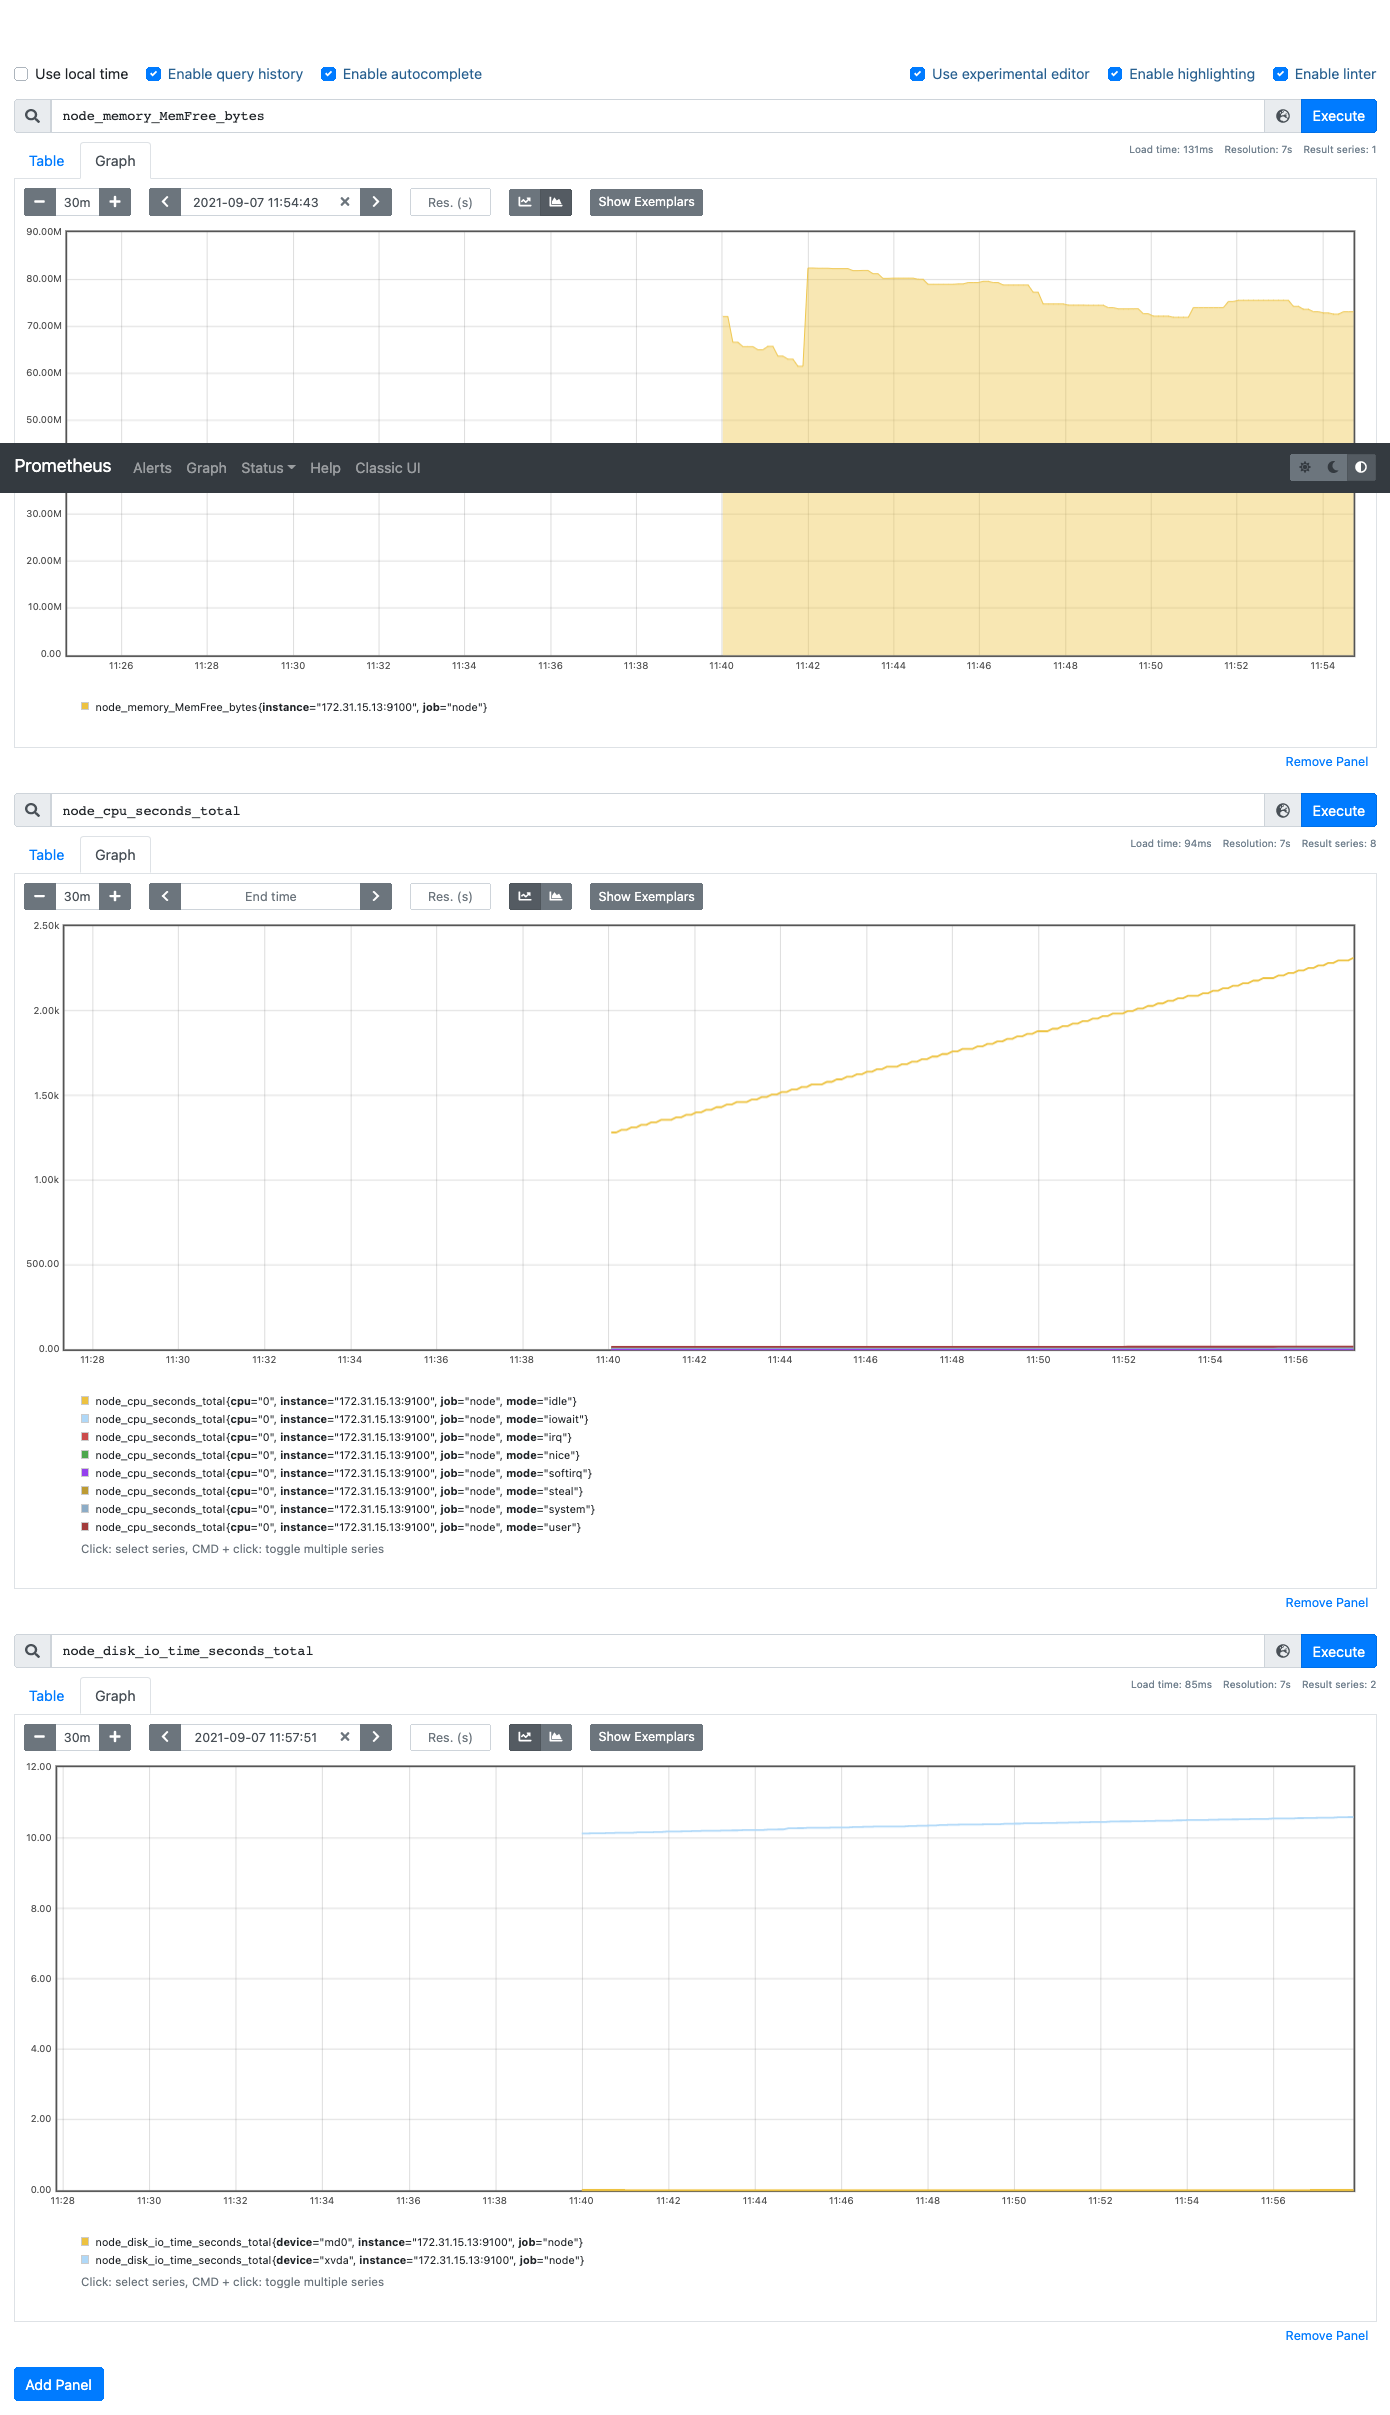 Use local time Enable query history Enable autocomplete Use experimental editor Enable highlighting Enable linter
node_memory_MemFree_bytes Execute
Table Graph Load time: 131ms Resolution: 7s Result series: 1
30m 2021-09-07 11:54:43 Res. (s) Show Exemplars
90.00M
80.00M
70.00M
60.00M
50.00M
Prometheus Alerts Graph Status Help Classic UI
30.00M
20.00M
10.00M
0.00
11:26 11:28 11:30 11:32 11:34 11:36 11:38 11:40 11:42 11:44 11:46 11:48 11:50 11:52 11:54
node_memory_MemFree_bytes{instance="172.31.15.13:9100", job="node"}
Remove Panel
node_cpu_seconds_total Execute
Table Graph Load time: 94ms Resolution: 7s Result series: 8
30m End time Res. (s) Show Exemplars
2.50k
2.00k
1.50k
1.00k
500.00
0.00
11:28 11:30 11:32 11:34 11:36 11:38 11:40 11:42 11:44 11:46 11:48 11:50 11:52 11:54 11:56
node_cpu_seconds_total{cpu="0", instance="172.31.15.13:9100", job="node", mode="idle"}
node_cpu_seconds_total{cpu="0", instance="172.31.15.13:9100", job="node", mode="iowait"}
node_cpu_seconds_total{cpu="0", instance="172.31.15.13:9100", job="node", mode="irq"}
node_cpu_seconds_total{cpu="0", instance="172.31.15.13:9100", job="node", mode="nice"}
node_cpu_seconds_total{cpu="0", instance="172.31.15.13:9100", job="node", mode="softirq"}
node_cpu_seconds_total{cpu="0", instance="172.31.15.13:9100", job="node", mode="steal"}
node_cpu_seconds_total{cpu="0", instance="172.31.15.13:9100", job="node", mode="system"}
node_cpu_seconds_total{cpu="0", instance="172.31.15.13:9100", job="node", mode="user"}
Click: select series, CMD + click: toggle multiple series
Remove Panel
node_disk_io_time_seconds_total Execute
Table Graph Load time: 85ms Resolution: 7s Result series: 2
30m 2021-09-07 11:57:51 Res. (s) Show Exemplars
12.00
10.00
8.00
6.00
4.00
2.00
0.00
11:28 11:30 11:32 11:34 11:36 11:38 11:40 11:42 11:44 11:46 11:48 11:50 11:52 11:54 11:56
node_disk_io_time_seconds_total{device="md0", instance="172.31.15.13:9100", job="node"}
node_disk_io_time_seconds_total{device="xvda", instance="172.31.15.13:9100", job="node"}
Click: select series, CMD + click: toggle multiple series
Remove Panel
Add Panel